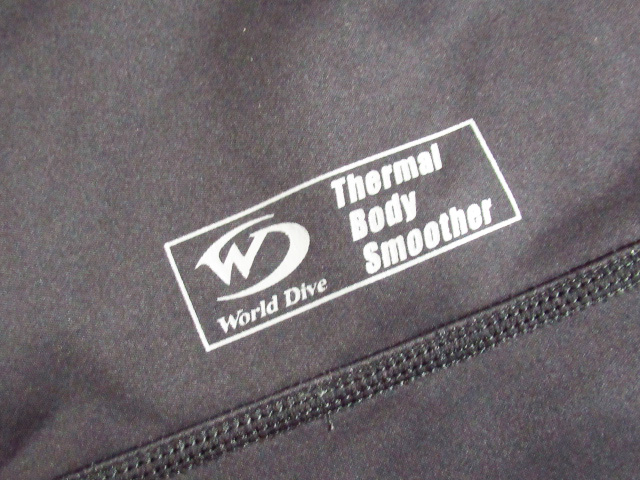 World Dive
Thermal
Body
Smoother